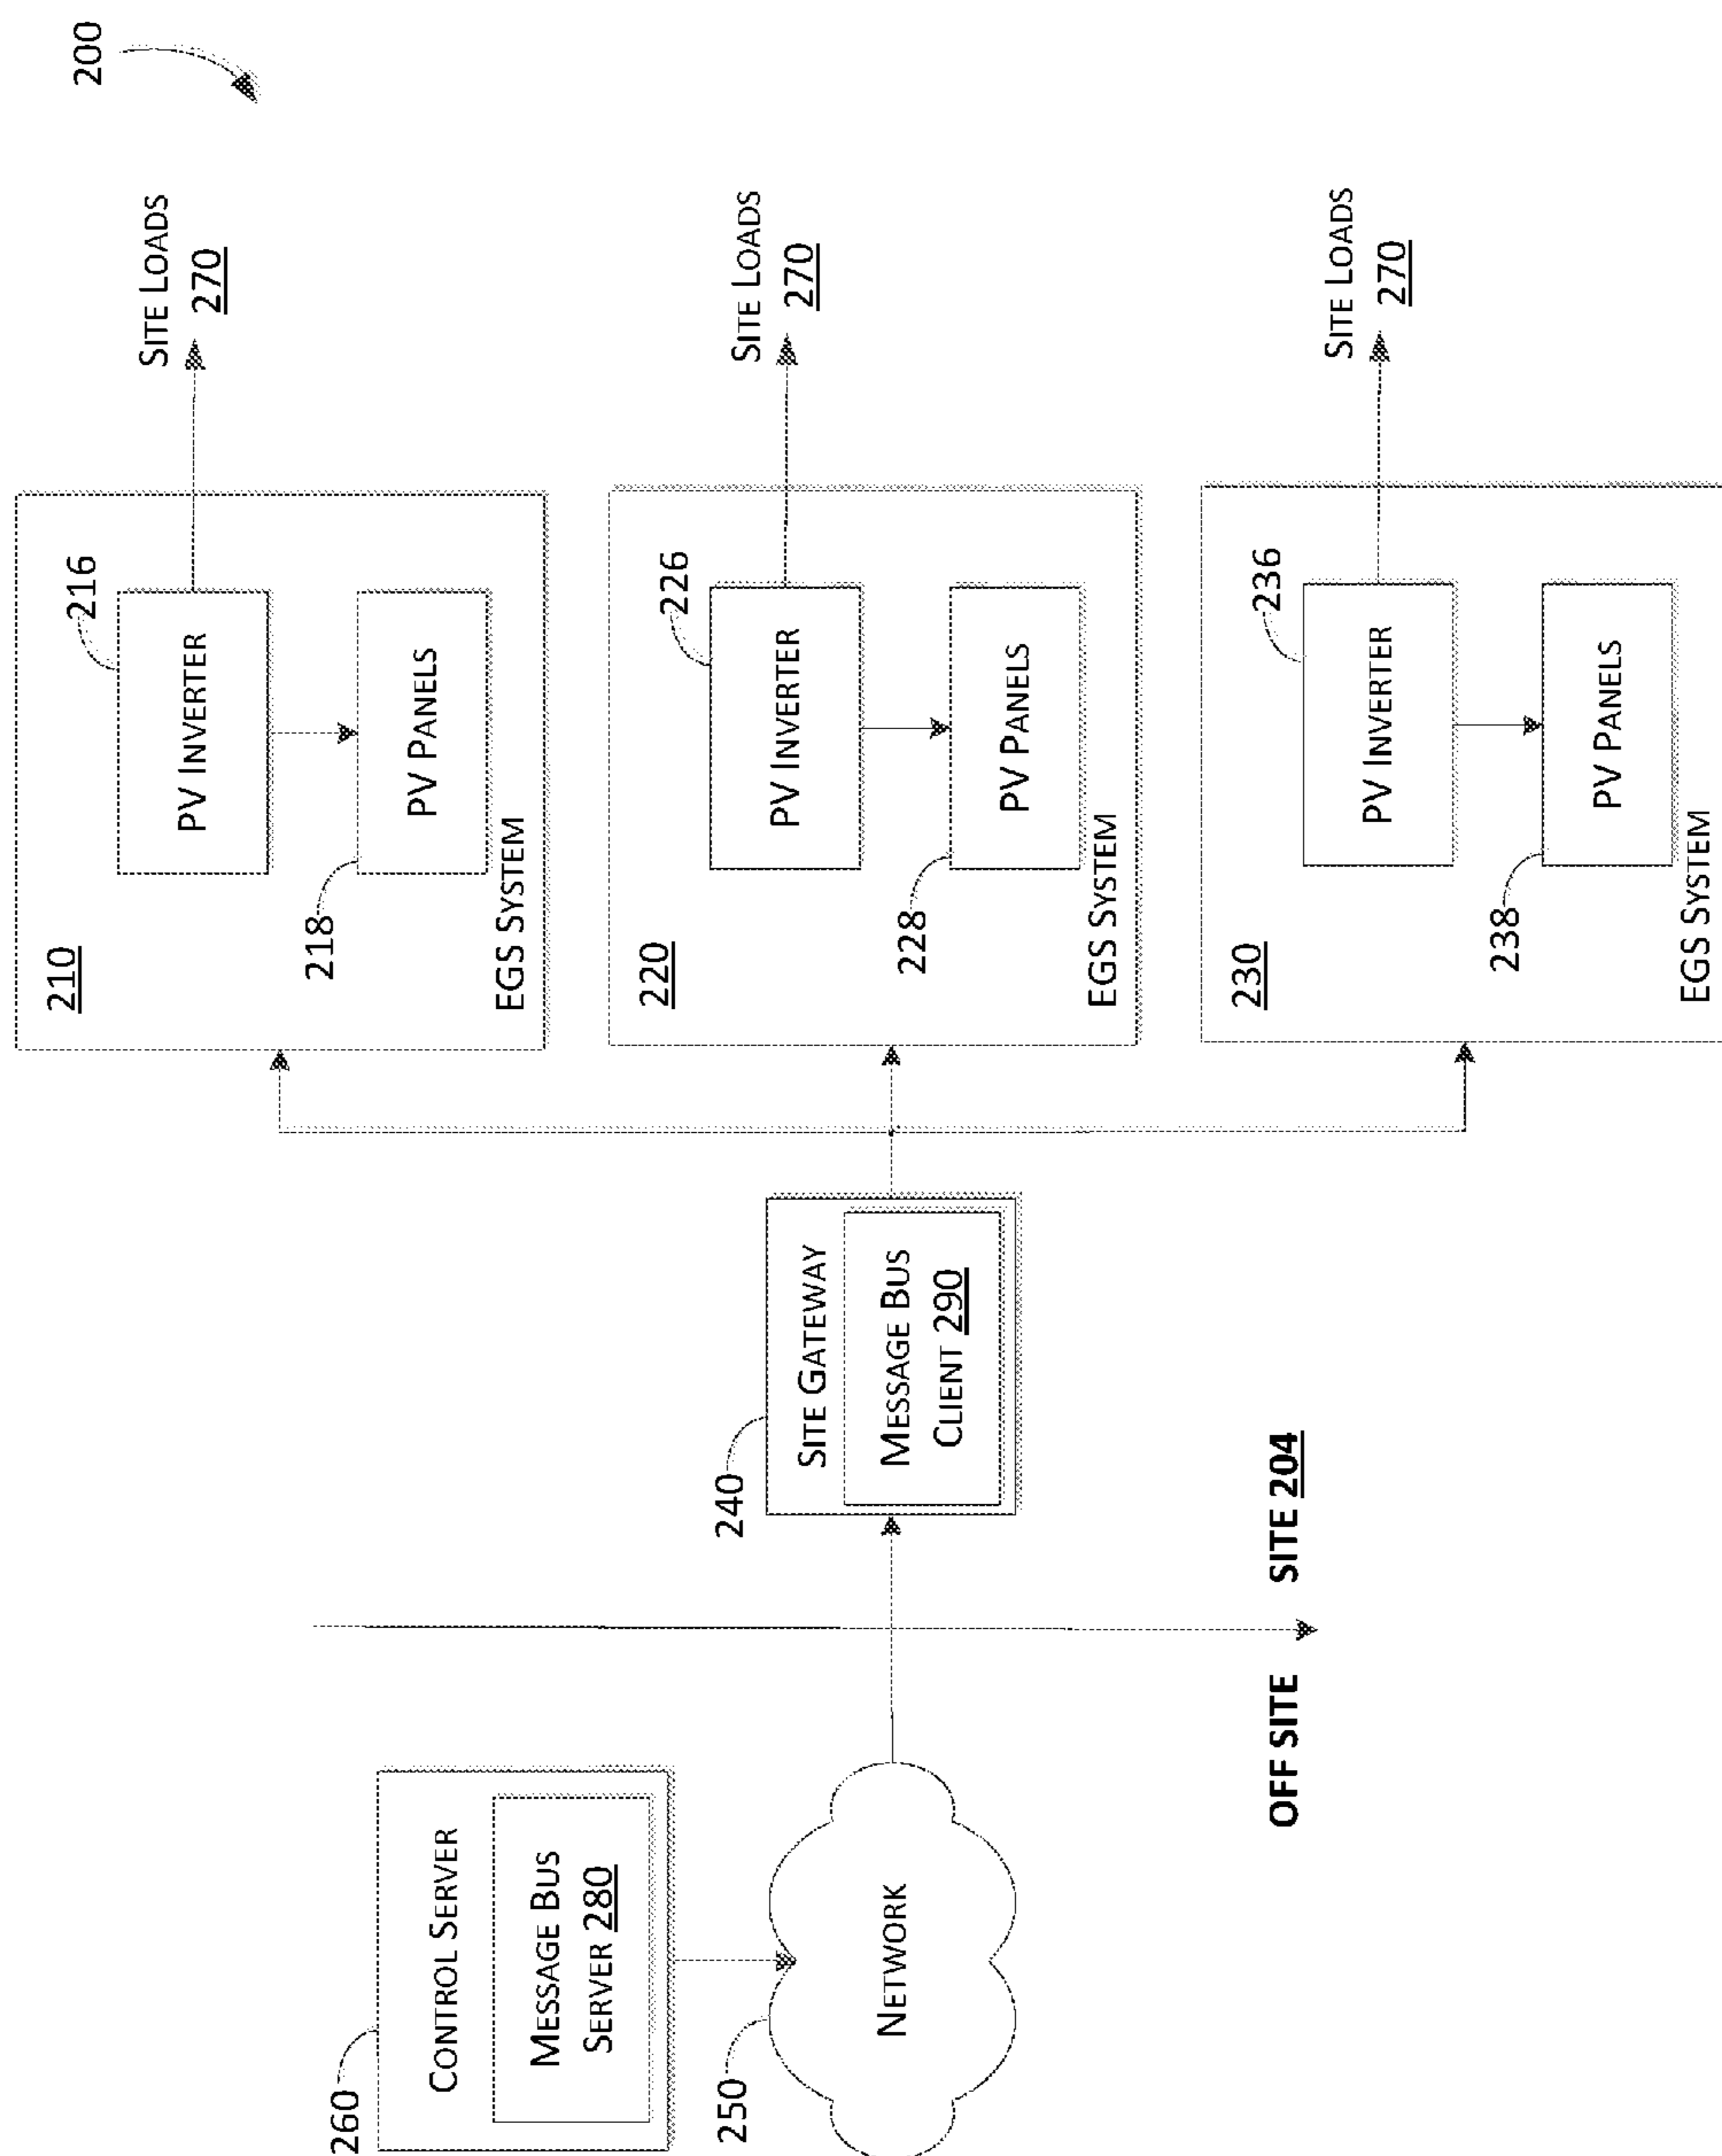 200
260
CONTROL SERVER
MESSAGE BUS
SERVER 280
250
NETWORK
OFF SITE
SITE 204
240
SITE GATEWAY
MESSAGE BUS
CLIENT 290
210
216
PV INVERTER
218
PV PANELS
EGS SYSTEM
SITE LOADS
270
220
226
PV INVERTER
228
PV PANELS
EGS SYSTEM
SITE LOADS
270
230
236
PV INVERTER
238
PV PANELS
EGS SYSTEM
SITE LOADS
270